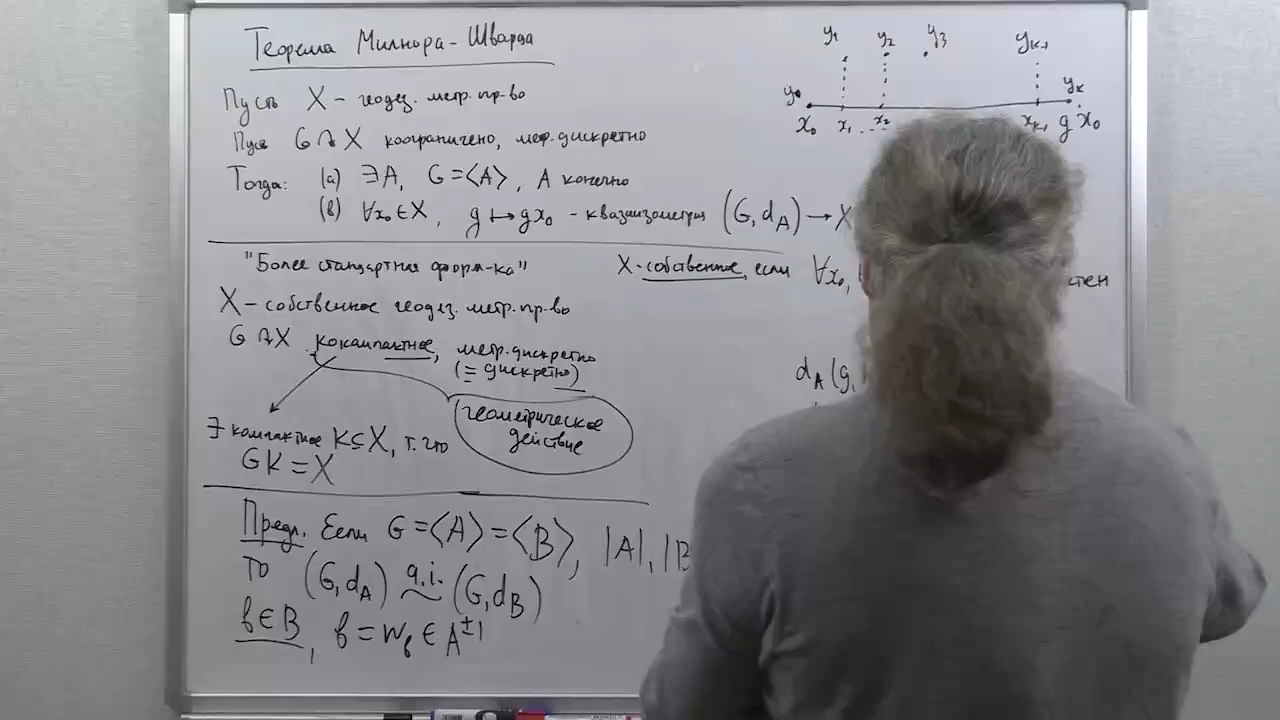 Теорема Милнора-Шварца
Пусть X – геодез. метр. пр-во
Пусть G ↷ X коограничено, метр. дискретно
Тогда: (a) ∃A, G = ⟨A⟩, A конечно
(b) ∀x₀ ∈ X, g ↦ gx₀ – квазиизометрия (G, d_A) → X
"Более стандартная форм-ка"
X – собственное геодез. метр. пр-во
G ↷ X кокомпактное, метр. дискретно
(≡ дискретно)
геометрическое
действие
∃ компактное K ⊆ X, т. что
GK = X
Предл. Если G = ⟨A⟩ = ⟨B⟩, |A|, |B
то (G, d_A) q.i. ~ (G, d_B)
b ∈ B, b = w_b ∈ A^±1
y₁ y₂ y₃ y_{k-1}
y₀ y_k
x₀ x₁ ... x₂ x_{k-1} g x₀
X - собственное, если ∀x₀,
d_A(g,